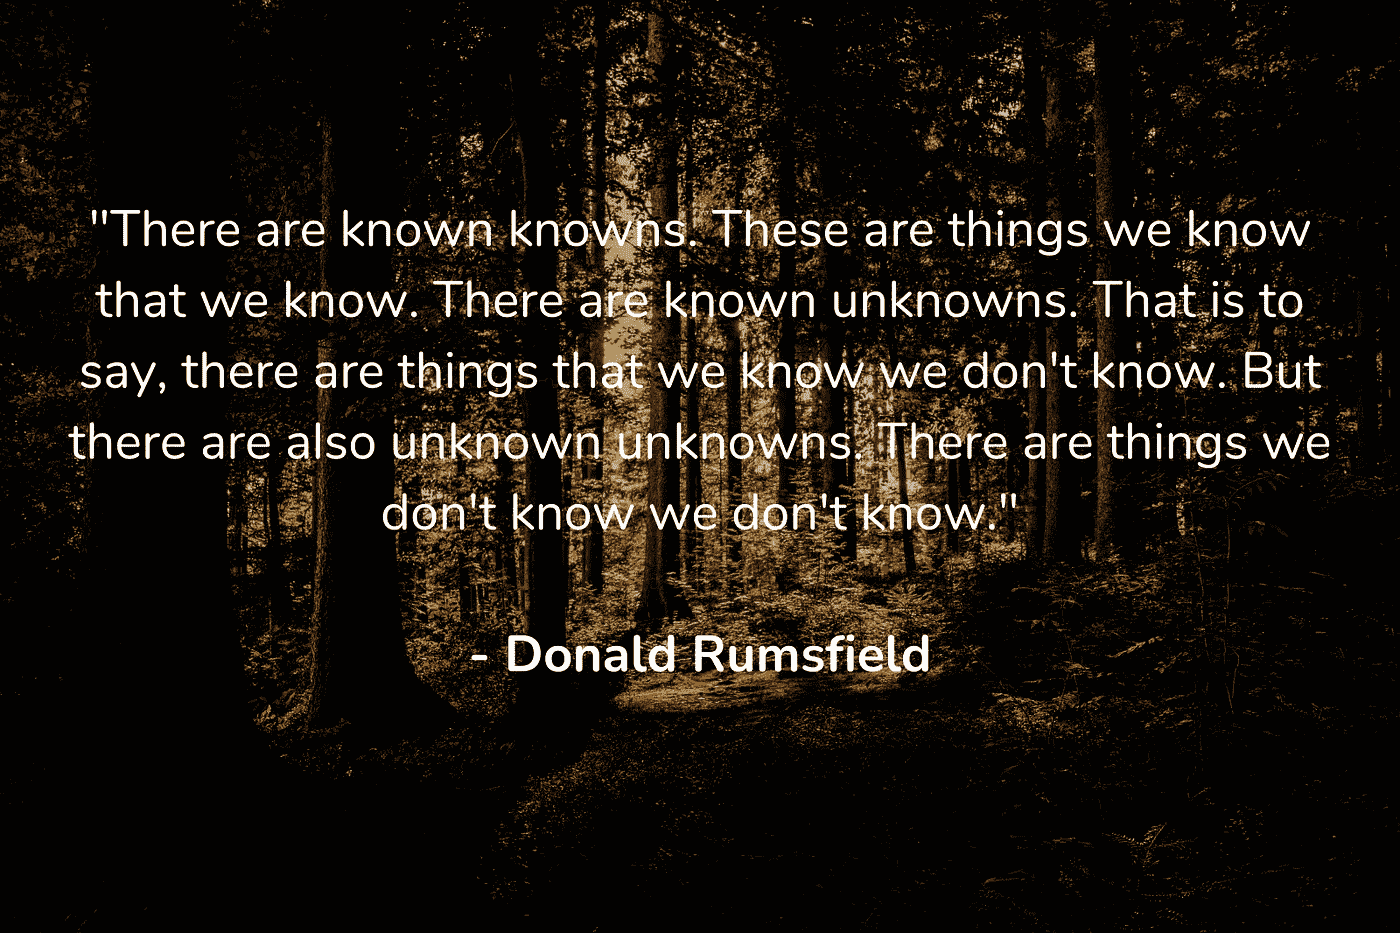 "There are known knowns. These are things we know
that we know. There are known unknowns. That is to
say, there are things that we know we don't know. But
there are also unknown unknowns. There are things we
don't know we don't know."
- Donald Rumsfield